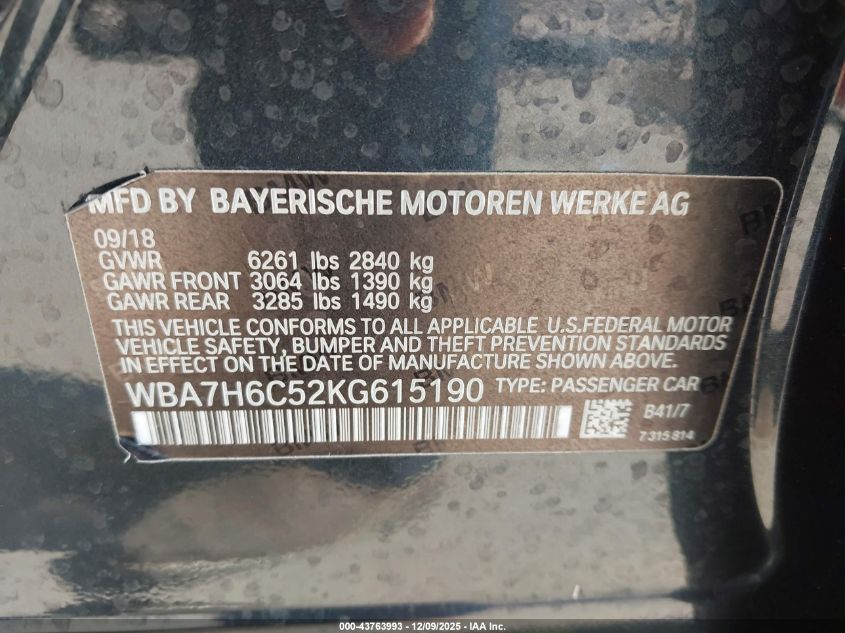 MFD BY BAYERISCHE MOTOREN WERKE AG
09/18
GVWR 6261 lbs 2840 kg
GAWR FRONT 3064 lbs 1390 kg
GAWR REAR 3285 lbs 1490 kg
THIS VEHICLE CONFORMS TO ALL APPLICABLE U.S.FEDERAL MOTOR
VEHICLE SAFETY, BUMPER AND THEFT PREVENTION STANDARDS
IN EFFECT ON THE DATE OF MANUFACTURE SHOWN ABOVE.
WBA7H6C52KG615190 TYPE: PASSENGER CAR
B41/7
7 315 814
000-43763993 - 12/09/2025 - IAA Inc.